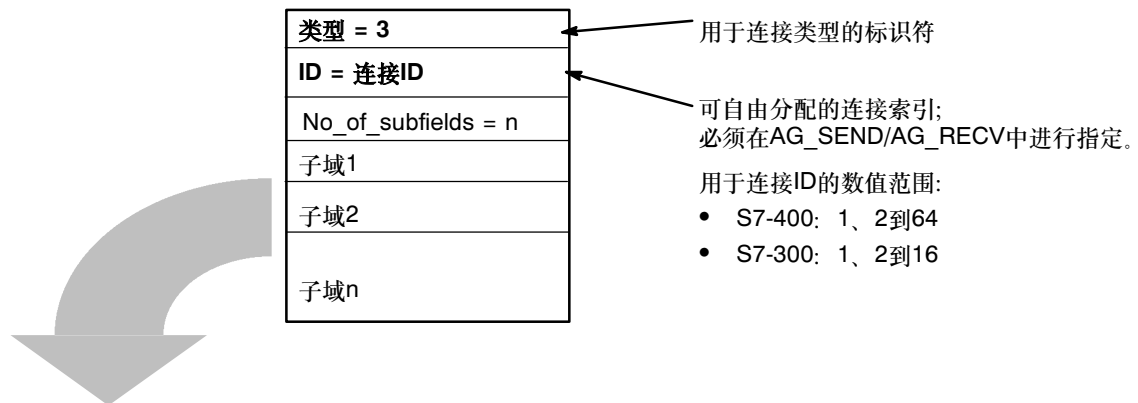 类型 = 3
用于连接类型的标识符
ID = 连接ID
可自由分配的连接索引;
必须在AG_SEND/AG_RECV中进行指定。
No_of_subfields = n
子域1
子域2
子域n
用于连接ID的数值范围:
• S7-400: 1、2到64
• S7-300: 1、2到16